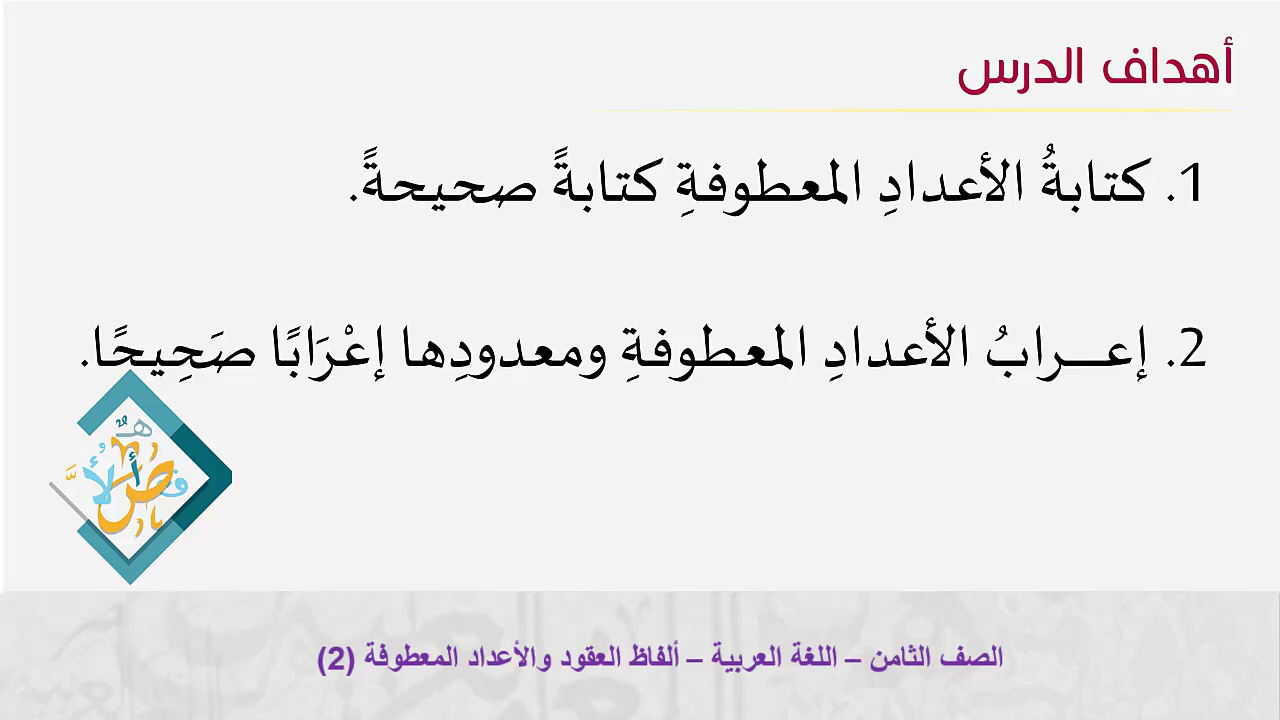 أهداف الدرس
1. كتابةُ الأعدادِ المعطوفةِ كتابةً صحيحةً.
2. إعـــرابُ الأعدادِ المعطوفةِ ومعدودِها إعْرَابًا صَحِيحًا.
الصف الثامن – اللغة العربية – ألفاظ العقود والأعداد المعطوفة (2)